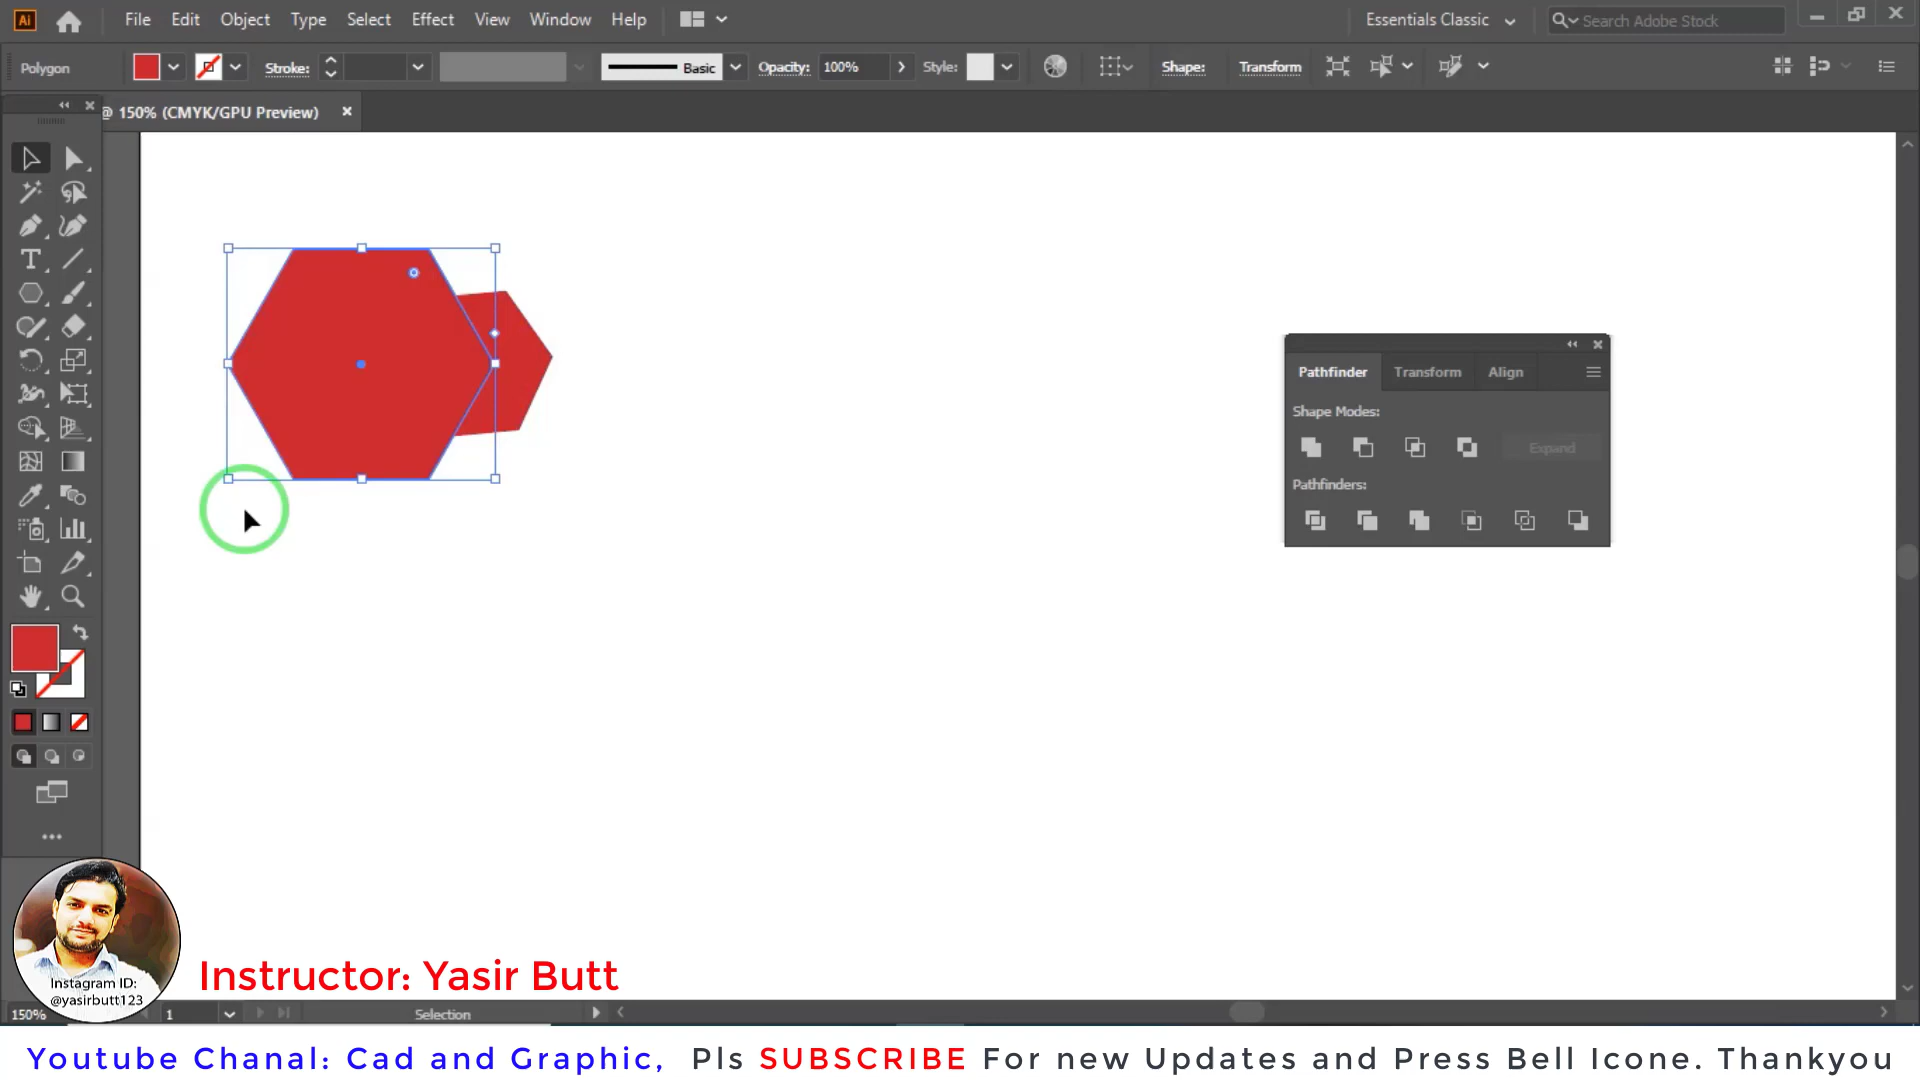 Ai File Edit Object Type Select Effect View Window Help Essentials Classic Search Adobe Stock
Polygon Stroke: Basic Opacity: 100% Style: Shape: Transform
@ 150% (CMYK/GPU Preview)
Pathfinder Transform Align
Shape Modes:
Expand
Pathfinders:
Instagram ID:
@yasirbutt123
Instructor: Yasir Butt
150% 1 Selection
Youtube Chanal: Cad and Graphic, Pls SUBSCRIBE For new Updates and Press Bell Icone. Thankyou